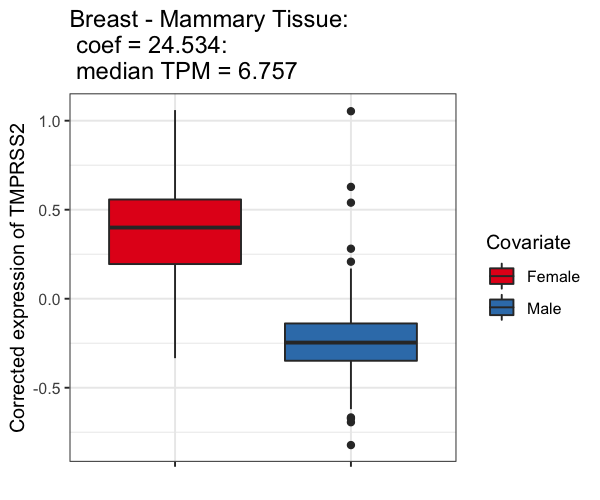 Breast - Mammary Tissue:
coef = 24.534:
median TPM = 6.757
Corrected expression of TMPRSS2
1.0
0.5
0.0
-0.5
Covariate
Female
Male